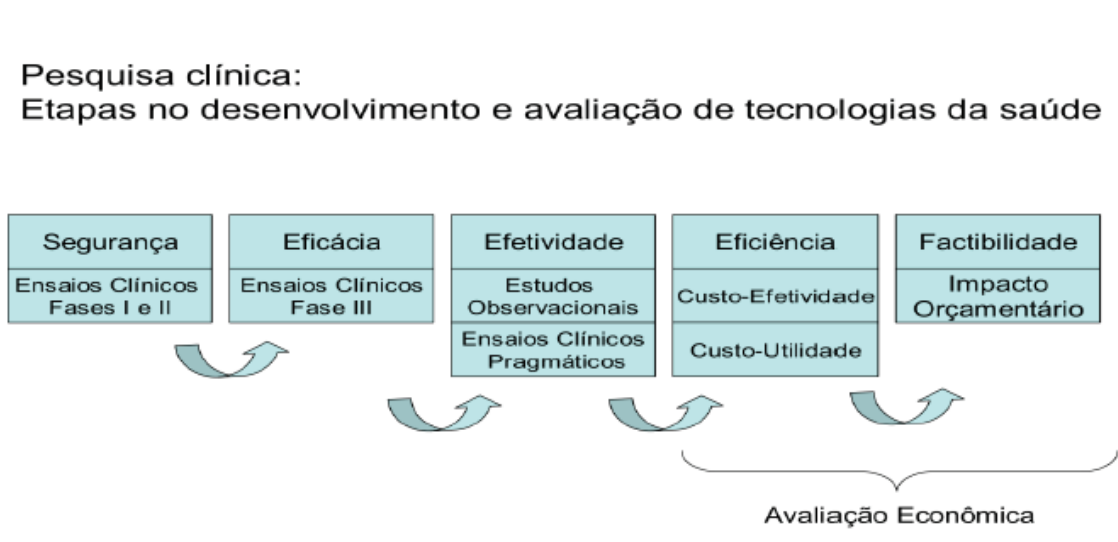 Pesquisa clínica:
Etapas no desenvolvimento e avaliação de tecnologias da saúde
Segurança
Ensaios Clínicos
Fases I e II
Eficácia
Ensaios Clínicos
Fase III
Efetividade
Estudos
Observacionais
Ensaios Clínicos
Pragmáticos
Eficiência
Custo-Efetividade
Custo-Utilidade
Factibilidade
Impacto
Orçamentário
Avaliação Econômica